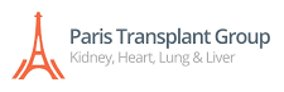 Paris Transplant Group
Kidney, Heart, Lung & Liver